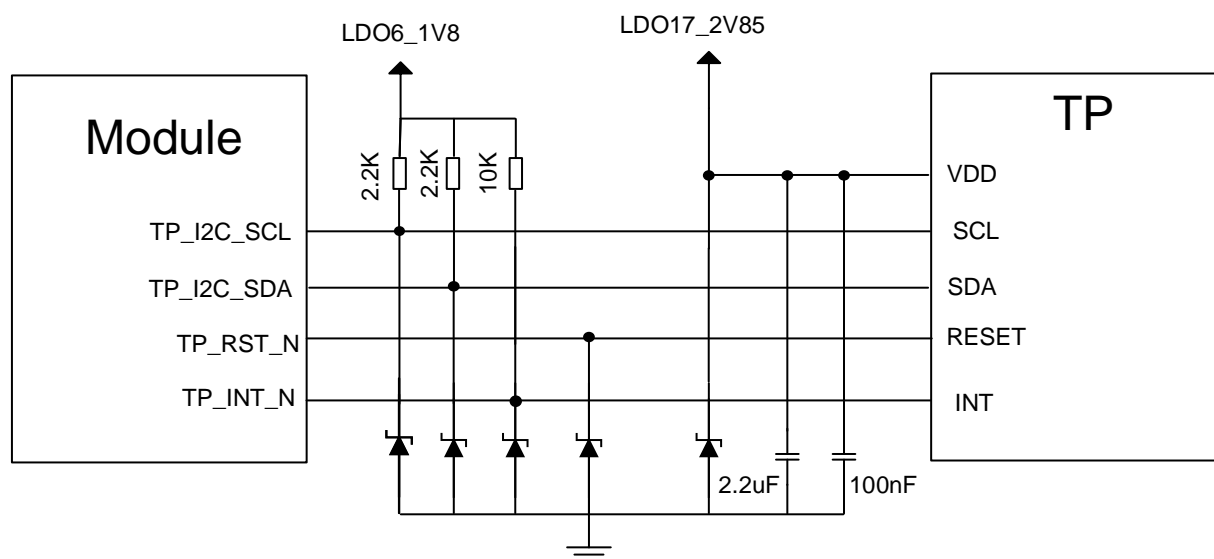 LDO6_1V8
LDO17_2V85
Module
TP
2.2K
2.2K
10K
VDD
TP_I2C_SCL
SCL
TP_I2C_SDA
SDA
TP_RST_N
RESET
TP_INT_N
INT
2.2uF
100nF